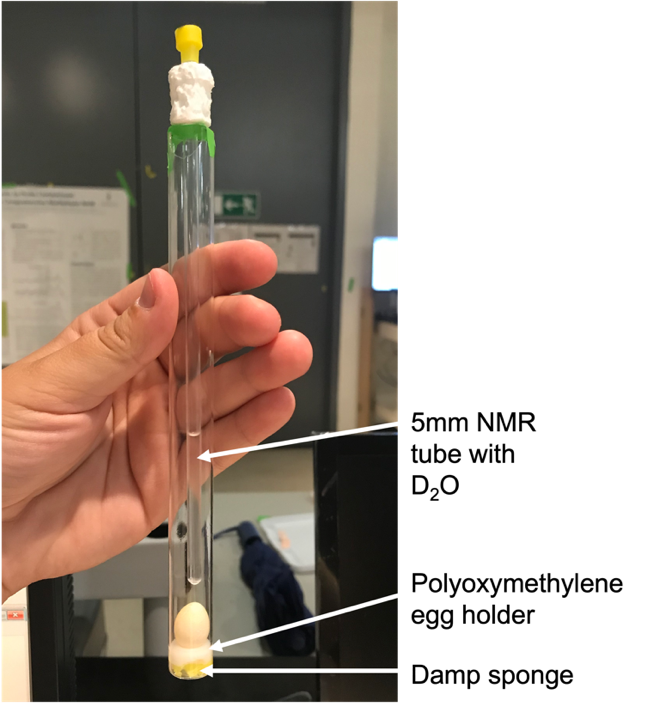 5mm NMR
tube with
D₂O
Polyoxymethylene
egg holder
Damp sponge